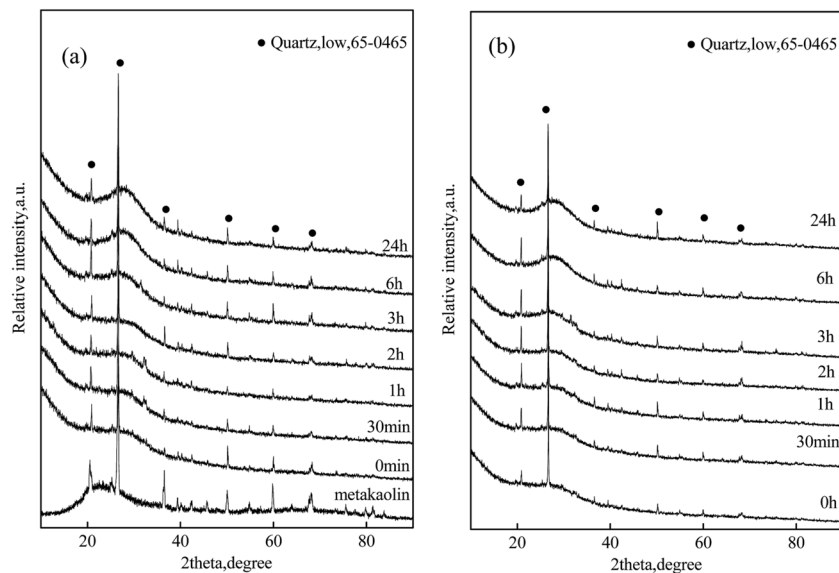 (a)
● Quartz,low,65-0465
24h
6h
3h
2h
1h
30min
0min
metakaolin
Relative intensity,a.u.
20
40
60
80
2theta,degree
(b)
● Quartz,low,65-0465
24h
6h
3h
2h
1h
30min
0h
Relative intensity,a.u.
20
40
60
80
2theta,degree